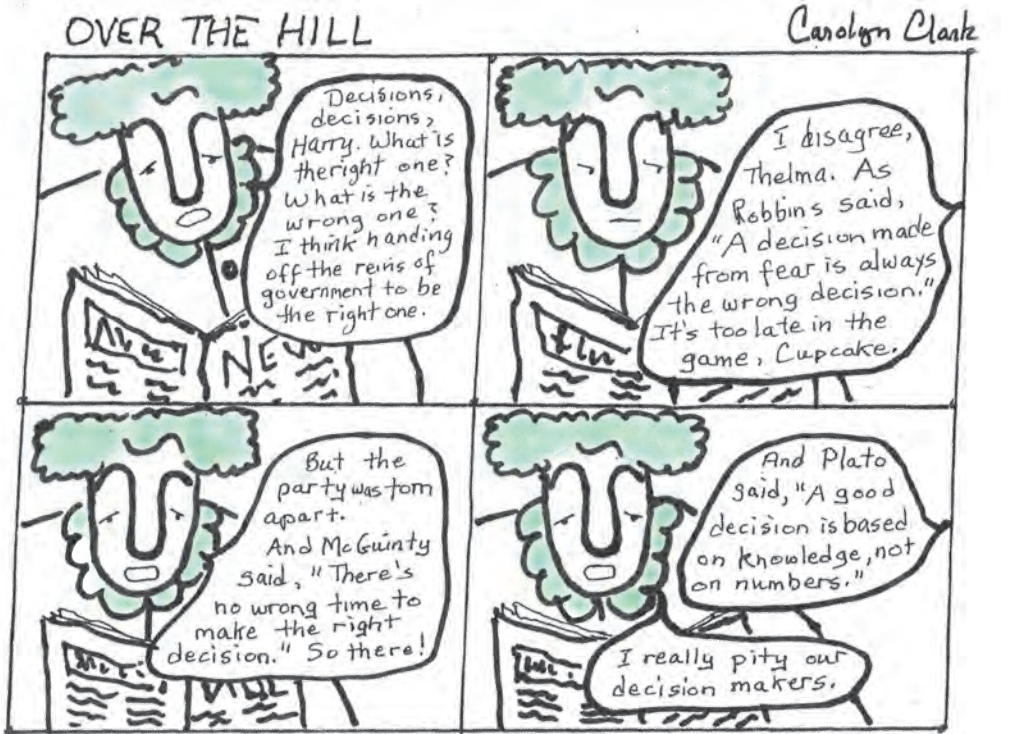 OVER THE HILL
Carolyn Clark
Decisions,
decisions,
Harry. What is
theright one?
What is the
wrong one?
I think handing
off the reins of
government to be
the right one.
NEW
I disagree,
Thelma. As
Robbins said,
"A decision made
from fear is always
the wrong decision."
It's too late in the
game, Cupcake.
But the
party was torn
apart.
And McGuinty
said, "There's
no wrong time to
make the right
decision." So there!
And Plato
said, "A good
decision is based
on knowledge, not
on numbers."
I really pity our
decision makers.